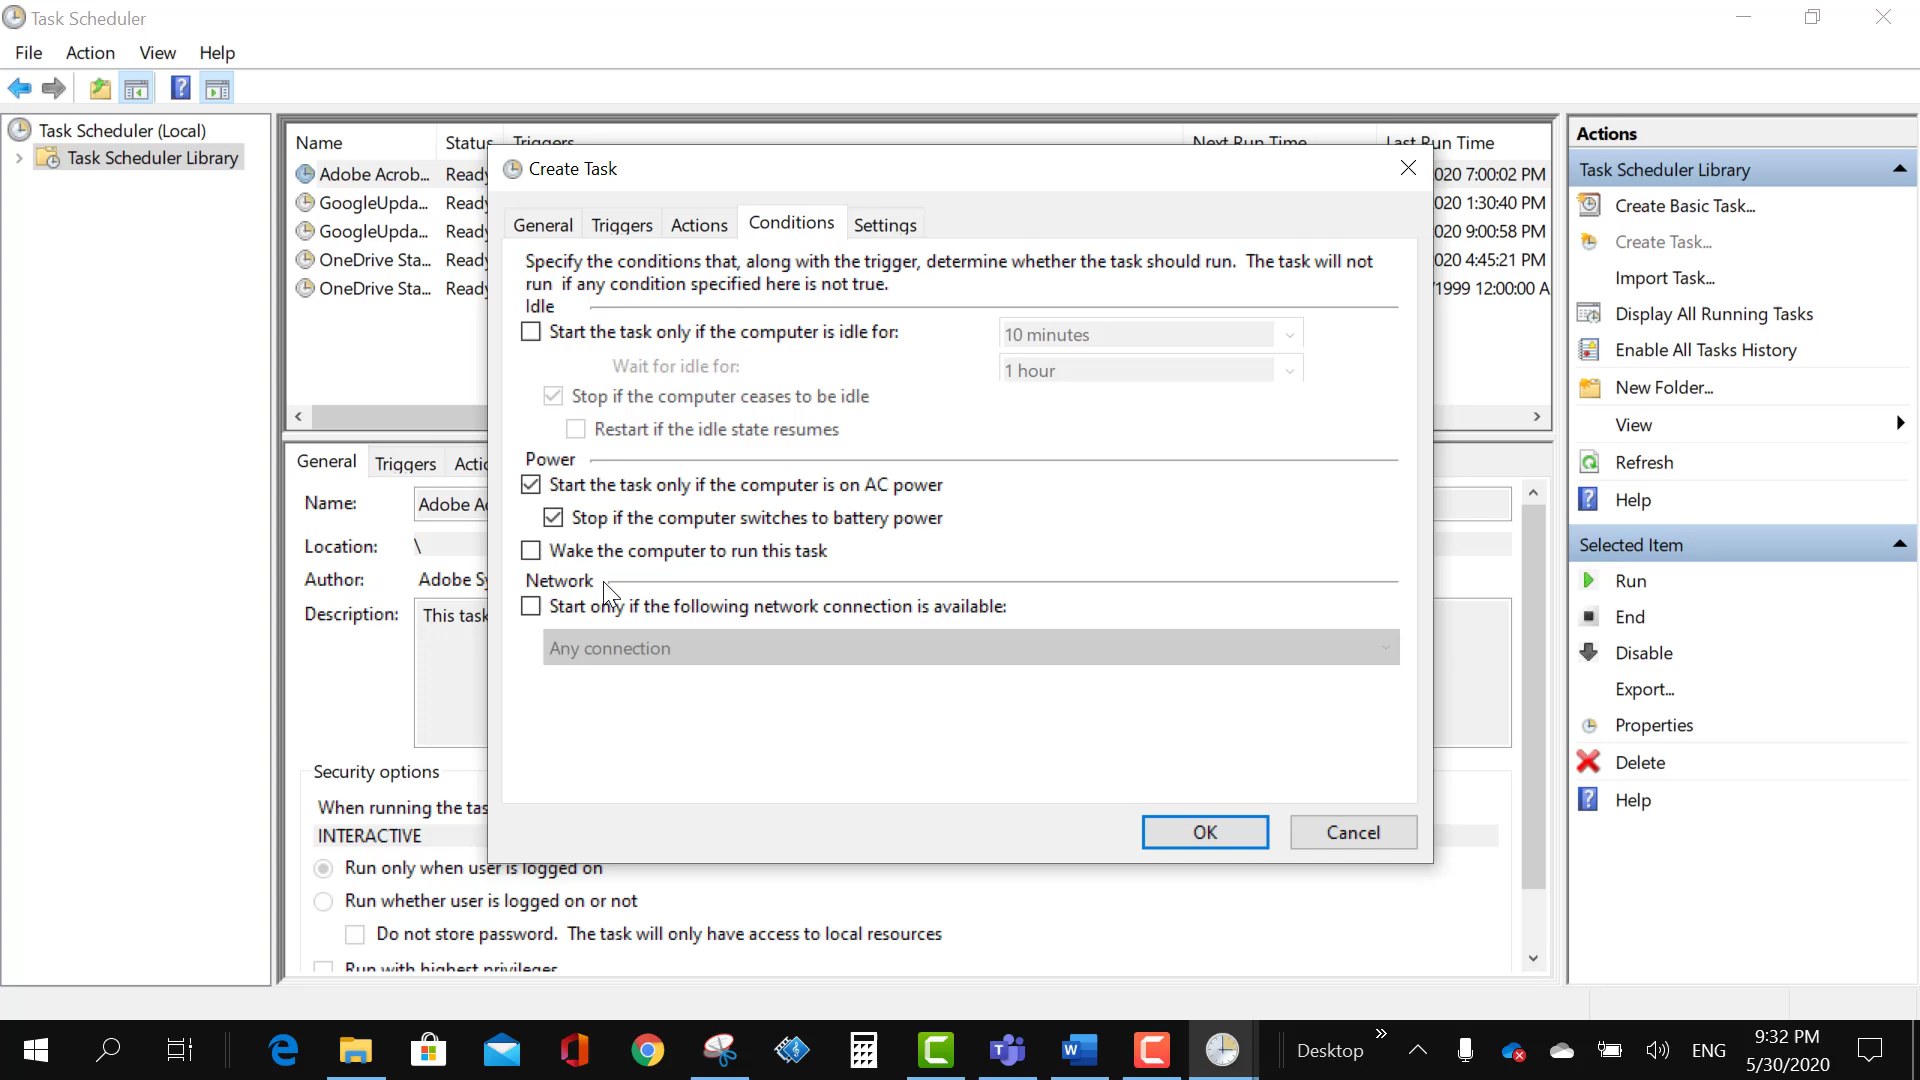 Task Scheduler
File Action View Help
Task Scheduler (Local)
Task Scheduler Library
Name Status Triggers Next Run Time Last Run Time
Adobe Acrob... Ready 020 7:00:02 PM
GoogleUpda... Ready 020 1:30:40 PM
GoogleUpda... Ready 020 9:00:58 PM
OneDrive Sta... Ready 020 4:45:21 PM
OneDrive Sta... Ready /1999 12:00:00 A
General Triggers Actio
Name: Adobe Ac
Location: \
Author: Adobe Sy
Description: This task
Security options
When running the tas
INTERACTIVE
Run only when user is logged on
Run whether user is logged on or not
Do not store password. The task will only have access to local resources
Run with highest privileges
Create Task
General Triggers Actions Conditions Settings
Specify the conditions that, along with the trigger, determine whether the task should run. The task will not
run if any condition specified here is not true.
Idle
Start the task only if the computer is idle for: 10 minutes
Wait for idle for: 1 hour
Stop if the computer ceases to be idle
Restart if the idle state resumes
Power
Start the task only if the computer is on AC power
Stop if the computer switches to battery power
Wake the computer to run this task
Network
Start only if the following network connection is available:
Any connection
OK Cancel
Actions
Task Scheduler Library
Create Basic Task...
Create Task...
Import Task...
Display All Running Tasks
Enable All Tasks History
New Folder...
View
Refresh
Help
Selected Item
Run
End
Disable
Export...
Properties
Delete
Help
Desktop ENG 9:32 PM
5/30/2020